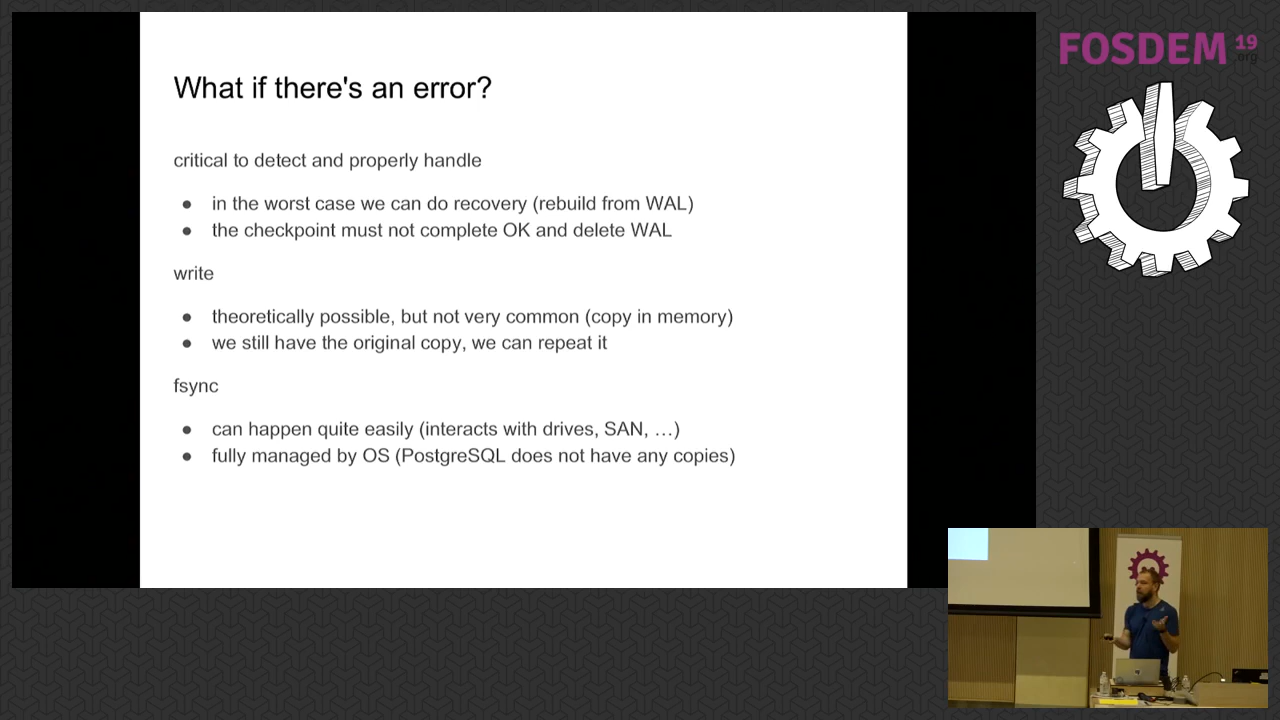 What if there's an error?
critical to detect and properly handle
● in the worst case we can do recovery (rebuild from WAL)
● the checkpoint must not complete OK and delete WAL
write
● theoretically possible, but not very common (copy in memory)
● we still have the original copy, we can repeat it
fsync
● can happen quite easily (interacts with drives, SAN, …)
● fully managed by OS (PostgreSQL does not have any copies)
FOSDEM 19
.org